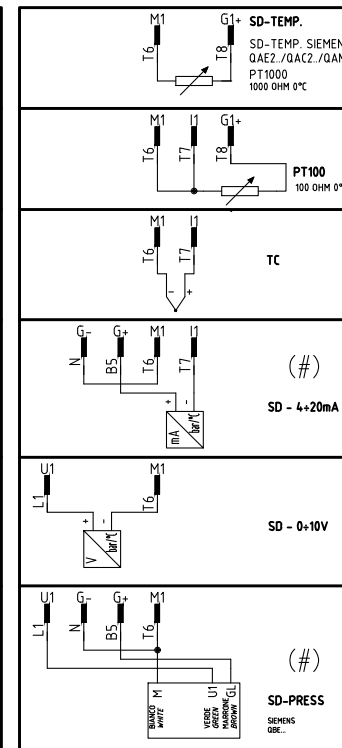 M1 G1+ SD-TEMP.
T6 T8
SD-TEMP. SIEMENS
QAE2../QAC2../QAM
PT1000
1000 OHM 0°C
M1 I1 G1+
T6 T7 T8
PT100
100 OHM 0°
M1 I1
T6 T7
TC
- +
G- G+ M1 I1
N B5 T6 T7
(#)
+ -
mA bar/°C
SD - 4÷20mA
U1 M1
L1 T6
+ -
V bar/°C
SD - 0÷10V
U1 G- G+ M1
L1 N B5 T6
(#)
M U1 GL
BIANCO
WHITE
VERDE
GREEN
MARRONE
BROWN
SD-PRESS
SIEMENS
QBE...